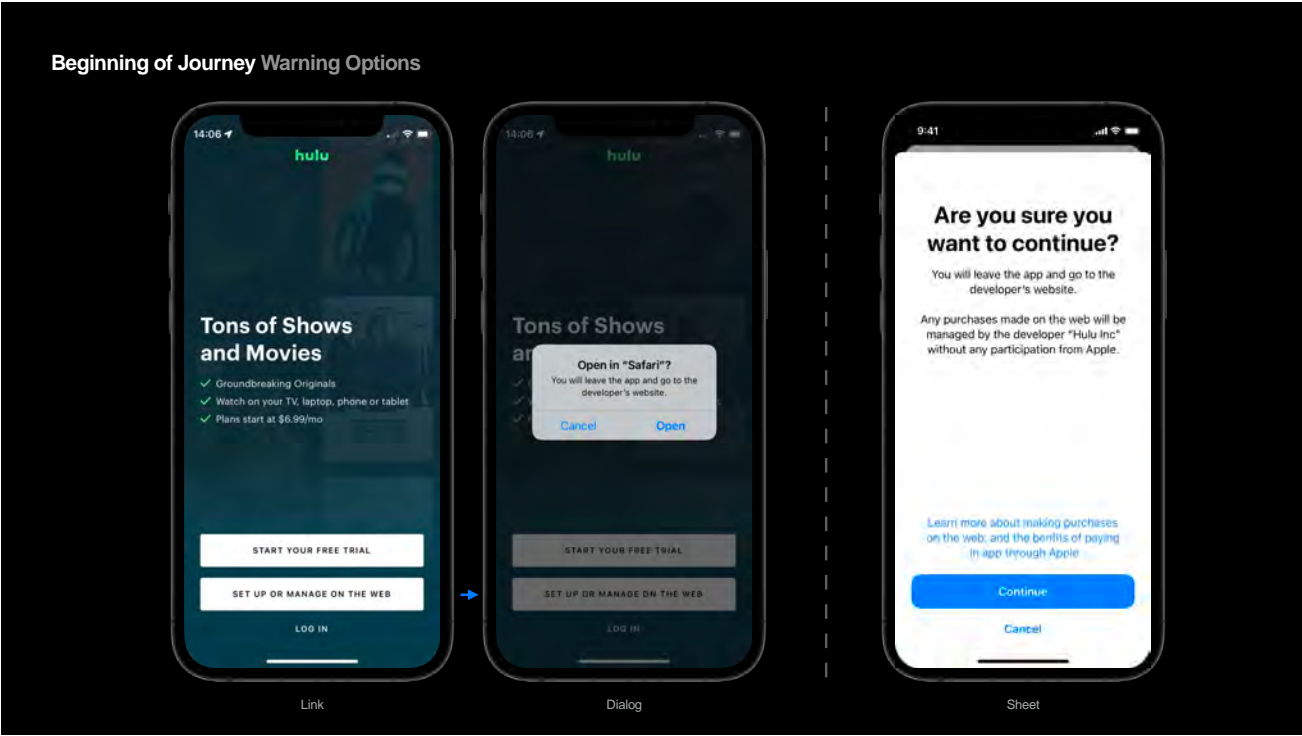 Beginning of Journey Warning Options
14:06
hulu
Tons of Shows
and Movies
Groundbreaking Originals
Watch on your TV, laptop, phone or tablet
Plans start at $6.99/mo
START YOUR FREE TRIAL
SET UP OR MANAGE ON THE WEB
LOG IN
Link
14:06
hulu
Tons of Shows
an
Open in “Safari”?
You will leave the app and go to the
developer’s website.
Cancel
Open
START YOUR FREE TRIAL
SET UP OR MANAGE ON THE WEB
LOG IN
Dialog
9:41
Are you sure you
want to continue?
You will leave the app and go to the
developer’s website.
Any purchases made on the web will be
managed by the developer “Hulu Inc”
without any participation from Apple.
Learn more about making purchases
on the web, and the benfits of paying
in app through Apple
Continue
Cancel
Sheet